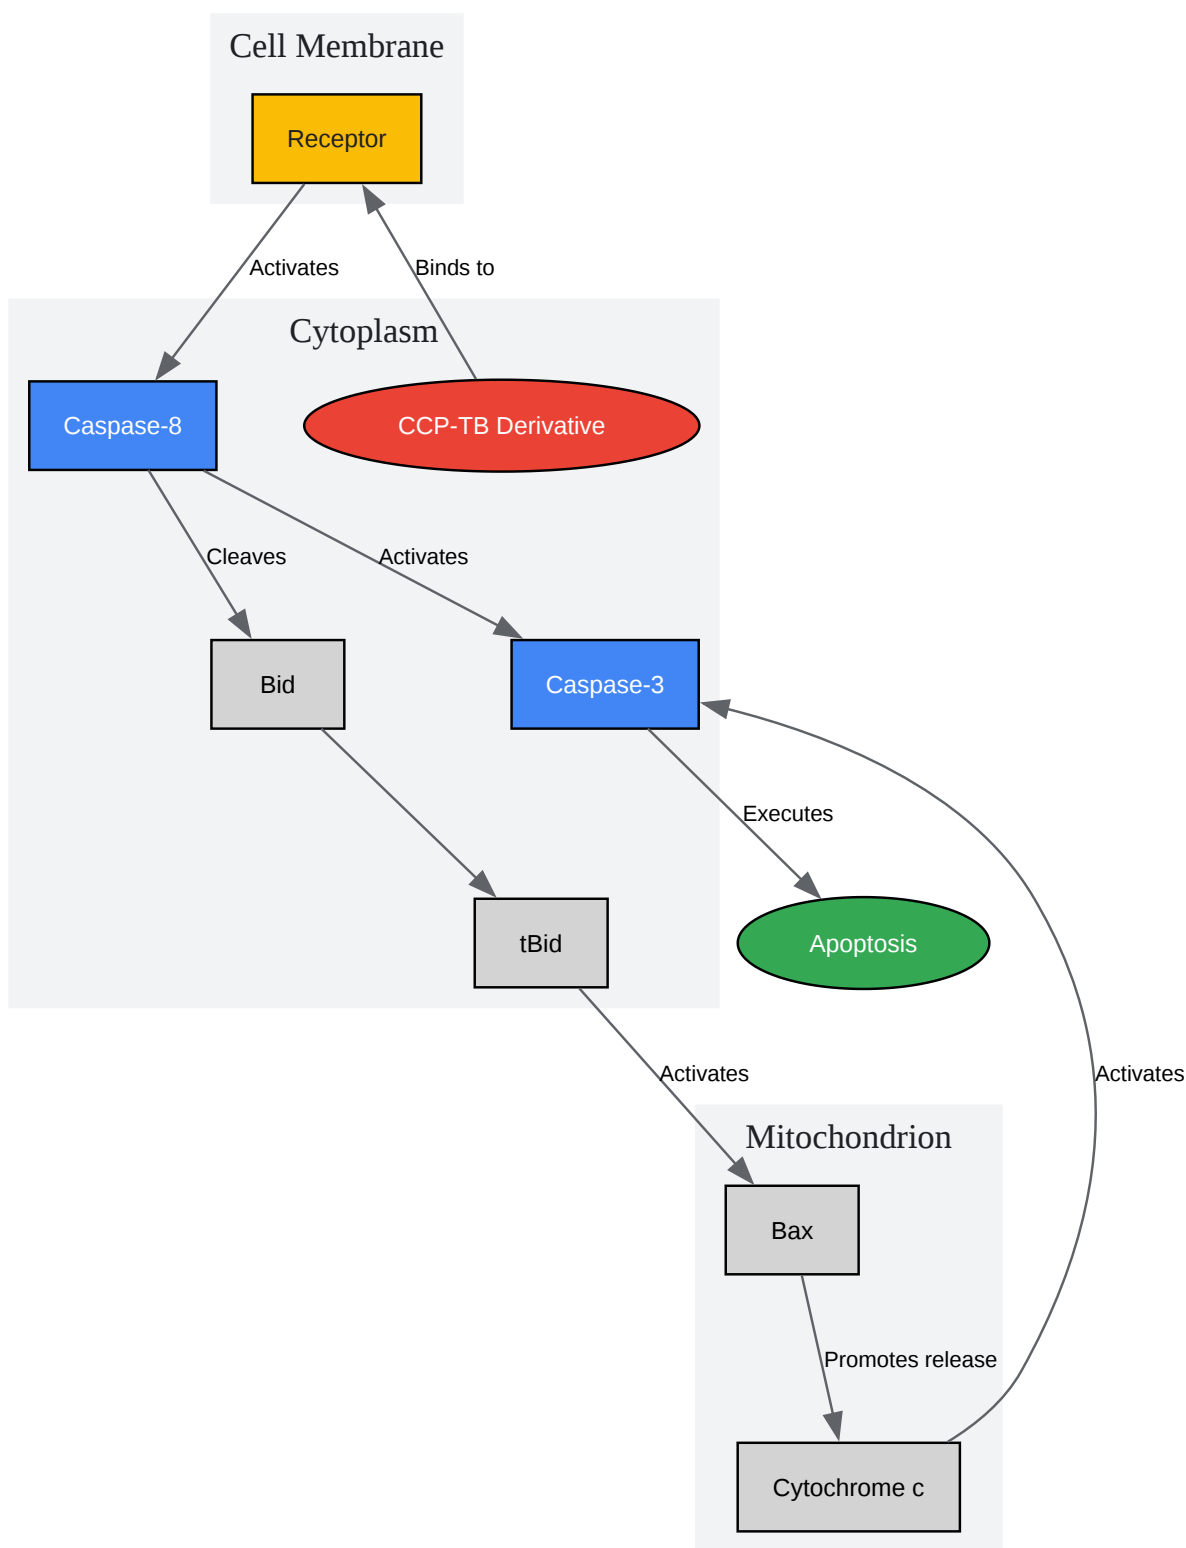 Cell Membrane
Receptor
Activates
Binds to
Cytoplasm
Caspase-8
CCP-TB Derivative
Cleaves
Activates
Bid
Caspase-3
Executes
tBid
Apoptosis
Activates
Activates
Mitochondrion
Bax
Promotes release
Cytochrome c